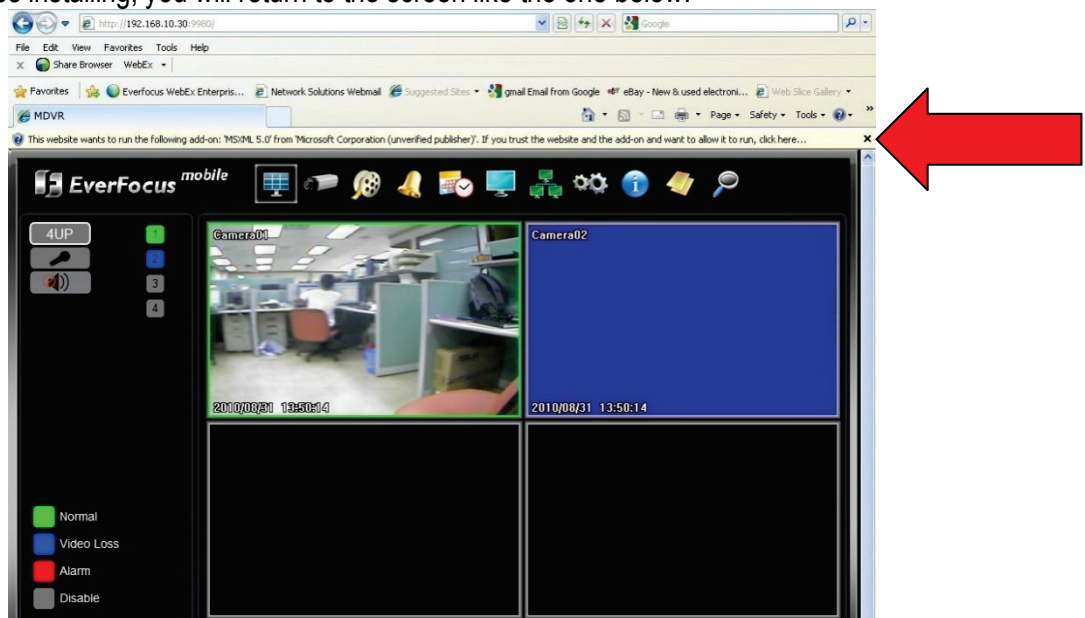 installing, you will return to the screen like the one below.
http://192.168.10.30:9980/
Google
File Edit View Favorites Tools Help
x Share Browser WebEx
Favorites Everfocus WebEx Enterpris... Network Solutions Webmail Suggested Sites gmail Email from Google eBay - New & used electroni... Web Slice Gallery
MDVR
Page Safety Tools
This website wants to run the following add-on: 'MSXML 5.0' from 'Microsoft Corporation (unverified publisher)'. If you trust the website and the add-on and want to allow it to run, click here...
EverFocus mobile
4UP 1
2
3
4
Camera01
Camera02
2010/08/31 13:50:14
2010/08/31 13:50:14
Normal
Video Loss
Alarm
Disable